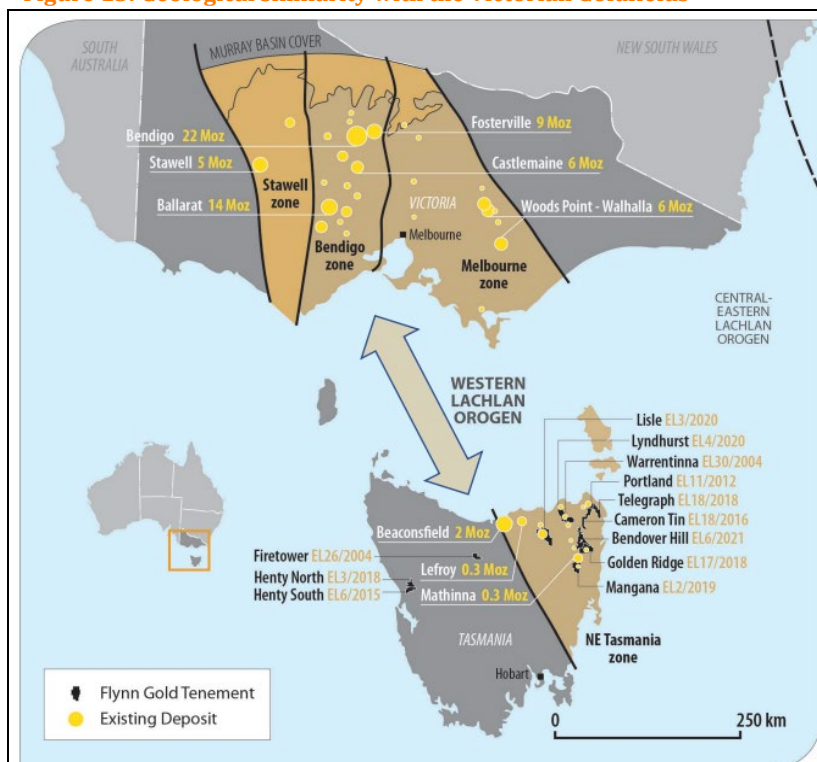 Figure 25: Geological similarity with the Victorian Goldfields
SOUTH
AUSTRALIA
MURRAY BASIN COVER
NEW SOUTH WALES
Bendigo 22 Moz
Fosterville 9 Moz
Stawell 5 Moz
Castlemaine 6 Moz
Stawell
zone
Ballarat 14 Moz
VICTORIA
Woods Point - Walhalla 6 Moz
Bendigo
zone
Melbourne
Melbourne
zone
CENTRAL-
EASTERN
LACHLAN
OROGEN
WESTERN
LACHLAN
OROGEN
Lisle EL3/2020
Lyndhurst EL4/2020
Warrentinna EL30/2004
Portland EL11/2012
Telegraph EL18/2018
Cameron Tin EL18/2016
Bendover Hill EL6/2021
Golden Ridge EL17/2018
Mangana EL2/2019
Beaconsfield 2 Moz
Firetower EL26/2004
Lefroy 0.3 Moz
Henty North EL3/2018
Henty South EL6/2015
Mathinna 0.3 Moz
TASMANIA
NE Tasmania
zone
Hobart
Flynn Gold Tenement
Existing Deposit
0 250 km